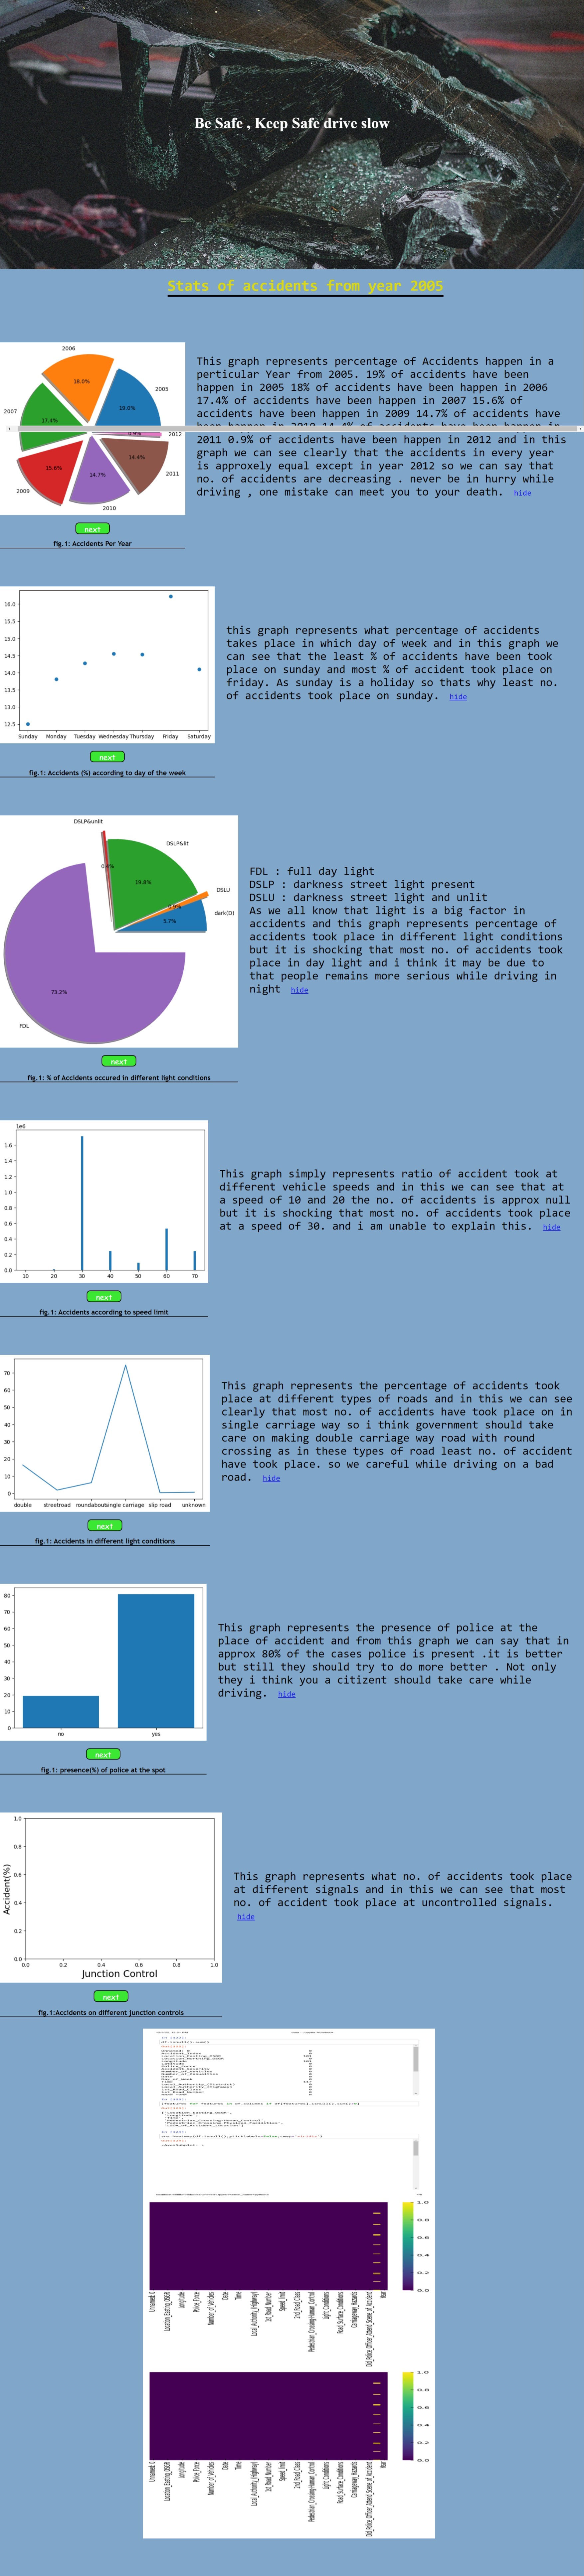 Be Safe , Keep Safe drive slow
Stats of accidents from year 2005
2006
18.0%
2005
19.0%
2007
17.4%
0.9%
2012
15.6%
14.4%
14.7%
2011
2009
2010
This graph represents percentage of Accidents happen in a
perticular Year from 2005. 19% of accidents have been
happen in 2005 18% of accidents have been happen in 2006
17.4% of accidents have been happen in 2007 15.6% of
accidents have been happen in 2009 14.7% of accidents have
been happen in 2010 14.4% of accidents have been happen in
2011 0.9% of accidents have been happen in 2012 and in this
graph we can see clearly that the accidents in every year
is approxely equal except in year 2012 so we can say that
no. of accidents are decreasing . never be in hurry while
driving , one mistake can meet you to your death. hide
next
fig.1: Accidents Per Year
16.0
15.5
15.0
14.5
14.0
13.5
13.0
12.5
Sunday Monday Tuesday Wednesday Thursday Friday Saturday
this graph represents what percentage of accidents
takes place in which day of week and in this graph we
can see that the least % of accidents have been took
place on sunday and most % of accident took place on
friday. As sunday is a holiday so thats why least no.
of accidents took place on sunday. hide
next
fig.1: Accidents (%) according to day of the week
DSLP&unlit
DSLP&lit
19.8%
DSLU
dark(D)
5.7%
73.2%
FDL
FDL : full day light
DSLP : darkness street light present
DSLU : darkness street light and unlit
As we all know that light is a big factor in
accidents and this graph represents percentage of
accidents took place in different light conditions
but it is shocking that most no. of accidents took
place in day light and i think it may be due to
that people remains more serious while driving in
night hide
next
fig.1: % of Accidents occured in different light conditions
1e6
1.6
1.4
1.2
1.0
0.8
0.6
0.4
0.2
0.0
10 20 30 40 50 60 70
This graph simply represents ratio of accident took at
different vehicle speeds and in this we can see that at
a speed of 10 and 20 the no. of accidents is approx null
but it is shocking that most no. of accidents took place
at a speed of 30. and i am unable to explain this. hide
next
fig.1: Accidents according to speed limit
70
60
50
40
30
20
10
0
double streetroad roundabout single carriage slip road unknown
This graph represents the percentage of accidents took
place at different types of roads and in this we can see
clearly that most no. of accidents have took place on in
single carriage way so i think government should take
care on making double carriage way road with round
crossing as in these types of road least no. of accident
have took place. so we careful while driving on a bad
road. hide
next
fig.1: Accidents in different light conditions
80
70
60
50
40
30
20
10
0
no yes
This graph represents the presence of police at the
place of accident and from this graph we can say that in
approx 80% of the cases police is present .it is better
but still they should try to do more better . Not only
they i think you a citizent should take care while
driving. hide
next
fig.1: presence(%) of police at the spot
1.0
0.8
0.6
0.4
0.2
0.0
0.0 0.2 0.4 0.6 0.8 1.0
Accident(%)
Junction Control
This graph represents what no. of accidents took place
at different signals and in this we can see that most
no. of accident took place at uncontrolled signals.
hide
next
fig.1:Accidents on different junction controls
1.0
0.8
0.6
0.4
0.2
0.0
Unnamed: 0
Location_Easting_OSGR
Longitude
Police_Force
Number_of_Vehicles
Date
Time
Local_Authority_(Highway)
1st_Road_Number
Speed_limit
2nd_Road_Class
Pedestrian_Crossing-Human_Control
Light_Conditions
Road_Surface_Conditions
Carriageway_Hazards
Did_Police_Officer_Attend_Scene_of_Accident
Year
1.0
0.8
0.6
0.4
0.2
0.0
Unnamed: 0
Location_Easting_OSGR
Longitude
Police_Force
Number_of_Vehicles
Date
Time
Local_Authority_(Highway)
1st_Road_Number
Speed_limit
2nd_Road_Class
Pedestrian_Crossing-Human_Control
Light_Conditions
Road_Surface_Conditions
Carriageway_Hazards
Did_Police_Officer_Attend_Scene_of_Accident
Year